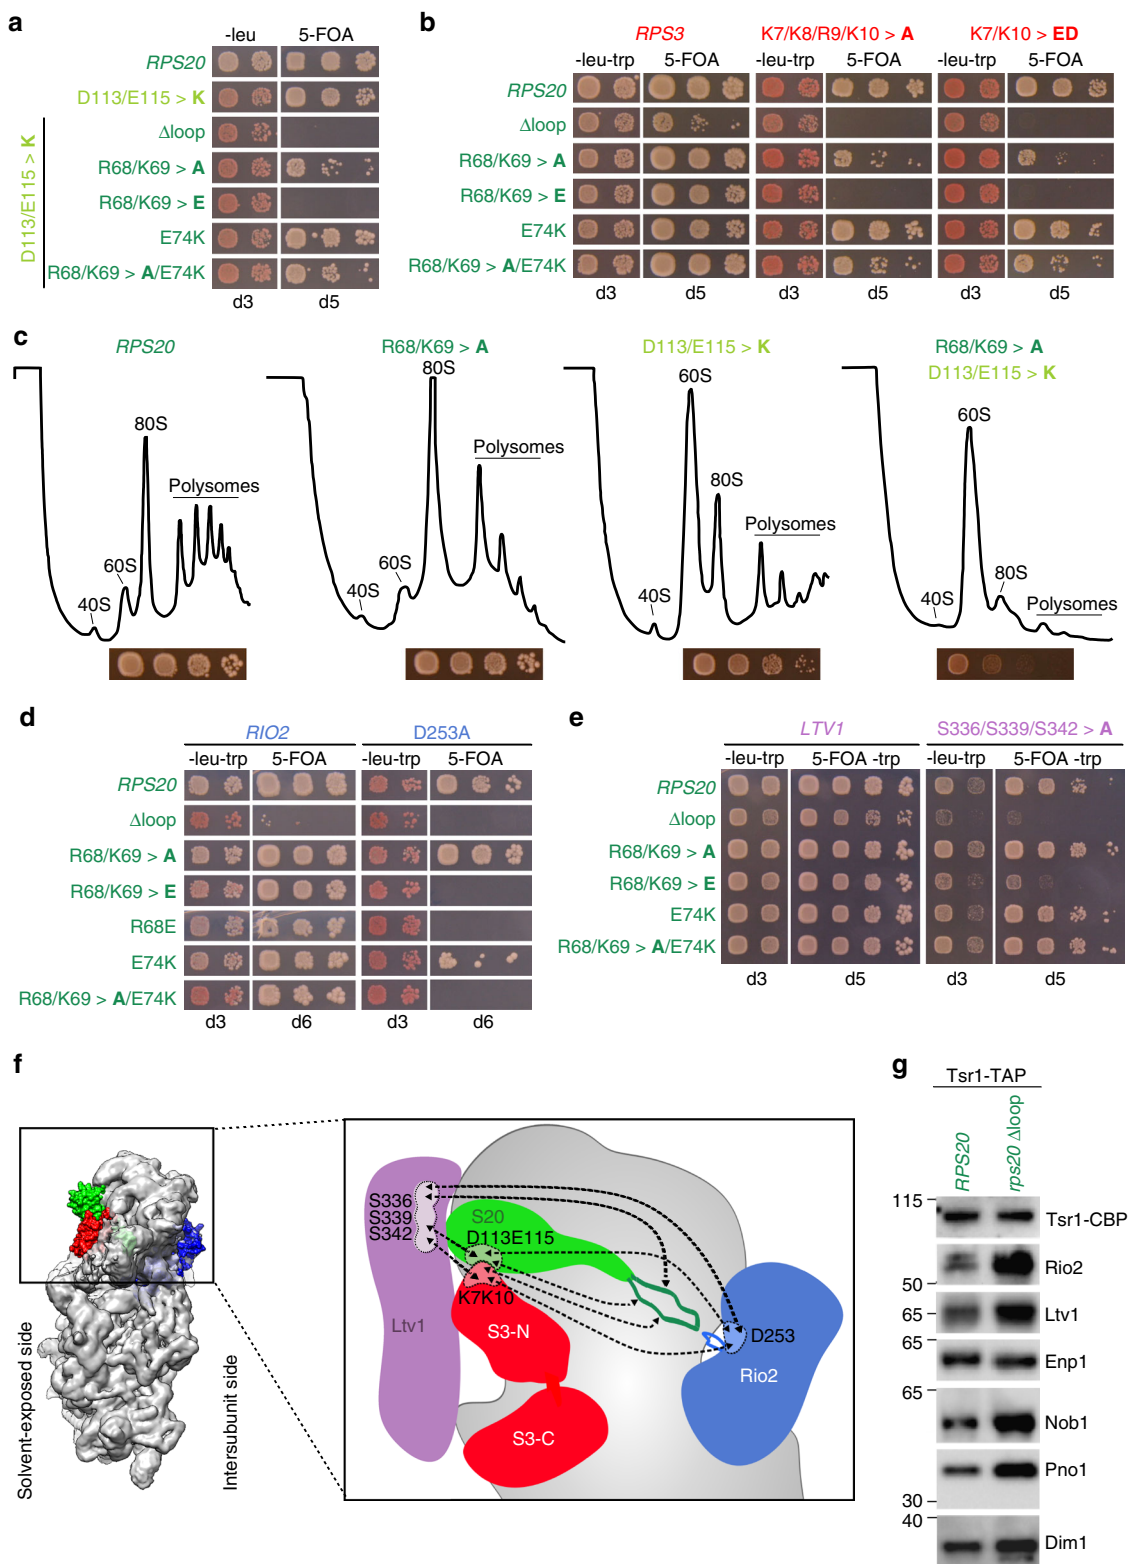 a
-leu 5-FOA
RPS20
D113/E115 > K
D113/E115 > K
Δloop
R68/K69 > A
R68/K69 > E
E74K
R68/K69 > A/E74K
d3 d5
b
RPS3 K7/K8/R9/K10 > A K7/K10 > ED
-leu-trp 5-FOA -leu-trp 5-FOA -leu-trp 5-FOA
RPS20
Δloop
R68/K69 > A
R68/K69 > E
E74K
R68/K69 > A/E74K
d3 d5 d3 d5 d3 d5
c
RPS20
40S
60S
80S
Polysomes
R68/K69 > A
40S
60S
80S
Polysomes
D113/E115 > K
40S
60S
80S
Polysomes
R68/K69 > A
D113/E115 > K
40S
60S
80S
Polysomes
d
RIO2 D253A
-leu-trp 5-FOA -leu-trp 5-FOA
RPS20
Δloop
R68/K69 > A
R68/K69 > E
R68E
E74K
R68/K69 > A/E74K
d3 d6 d3 d6
e
LTV1 S336/S339/S342 > A
-leu-trp 5-FOA -trp -leu-trp 5-FOA -trp
RPS20
Δloop
R68/K69 > A
R68/K69 > E
E74K
R68/K69 > A/E74K
d3 d5 d3 d5
f
Solvent-exposed side
Intersubunit side
S336
S339
S342
S20
D113E115
K7K10
S3-N
Ltv1
S3-C
D253
Rio2
g
Tsr1-TAP
RPS20
rps20 Δloop
115
Tsr1-CBP
Rio2
50
65
Ltv1
65
Enp1
65
Nob1
Pno1
30
40
Dim1